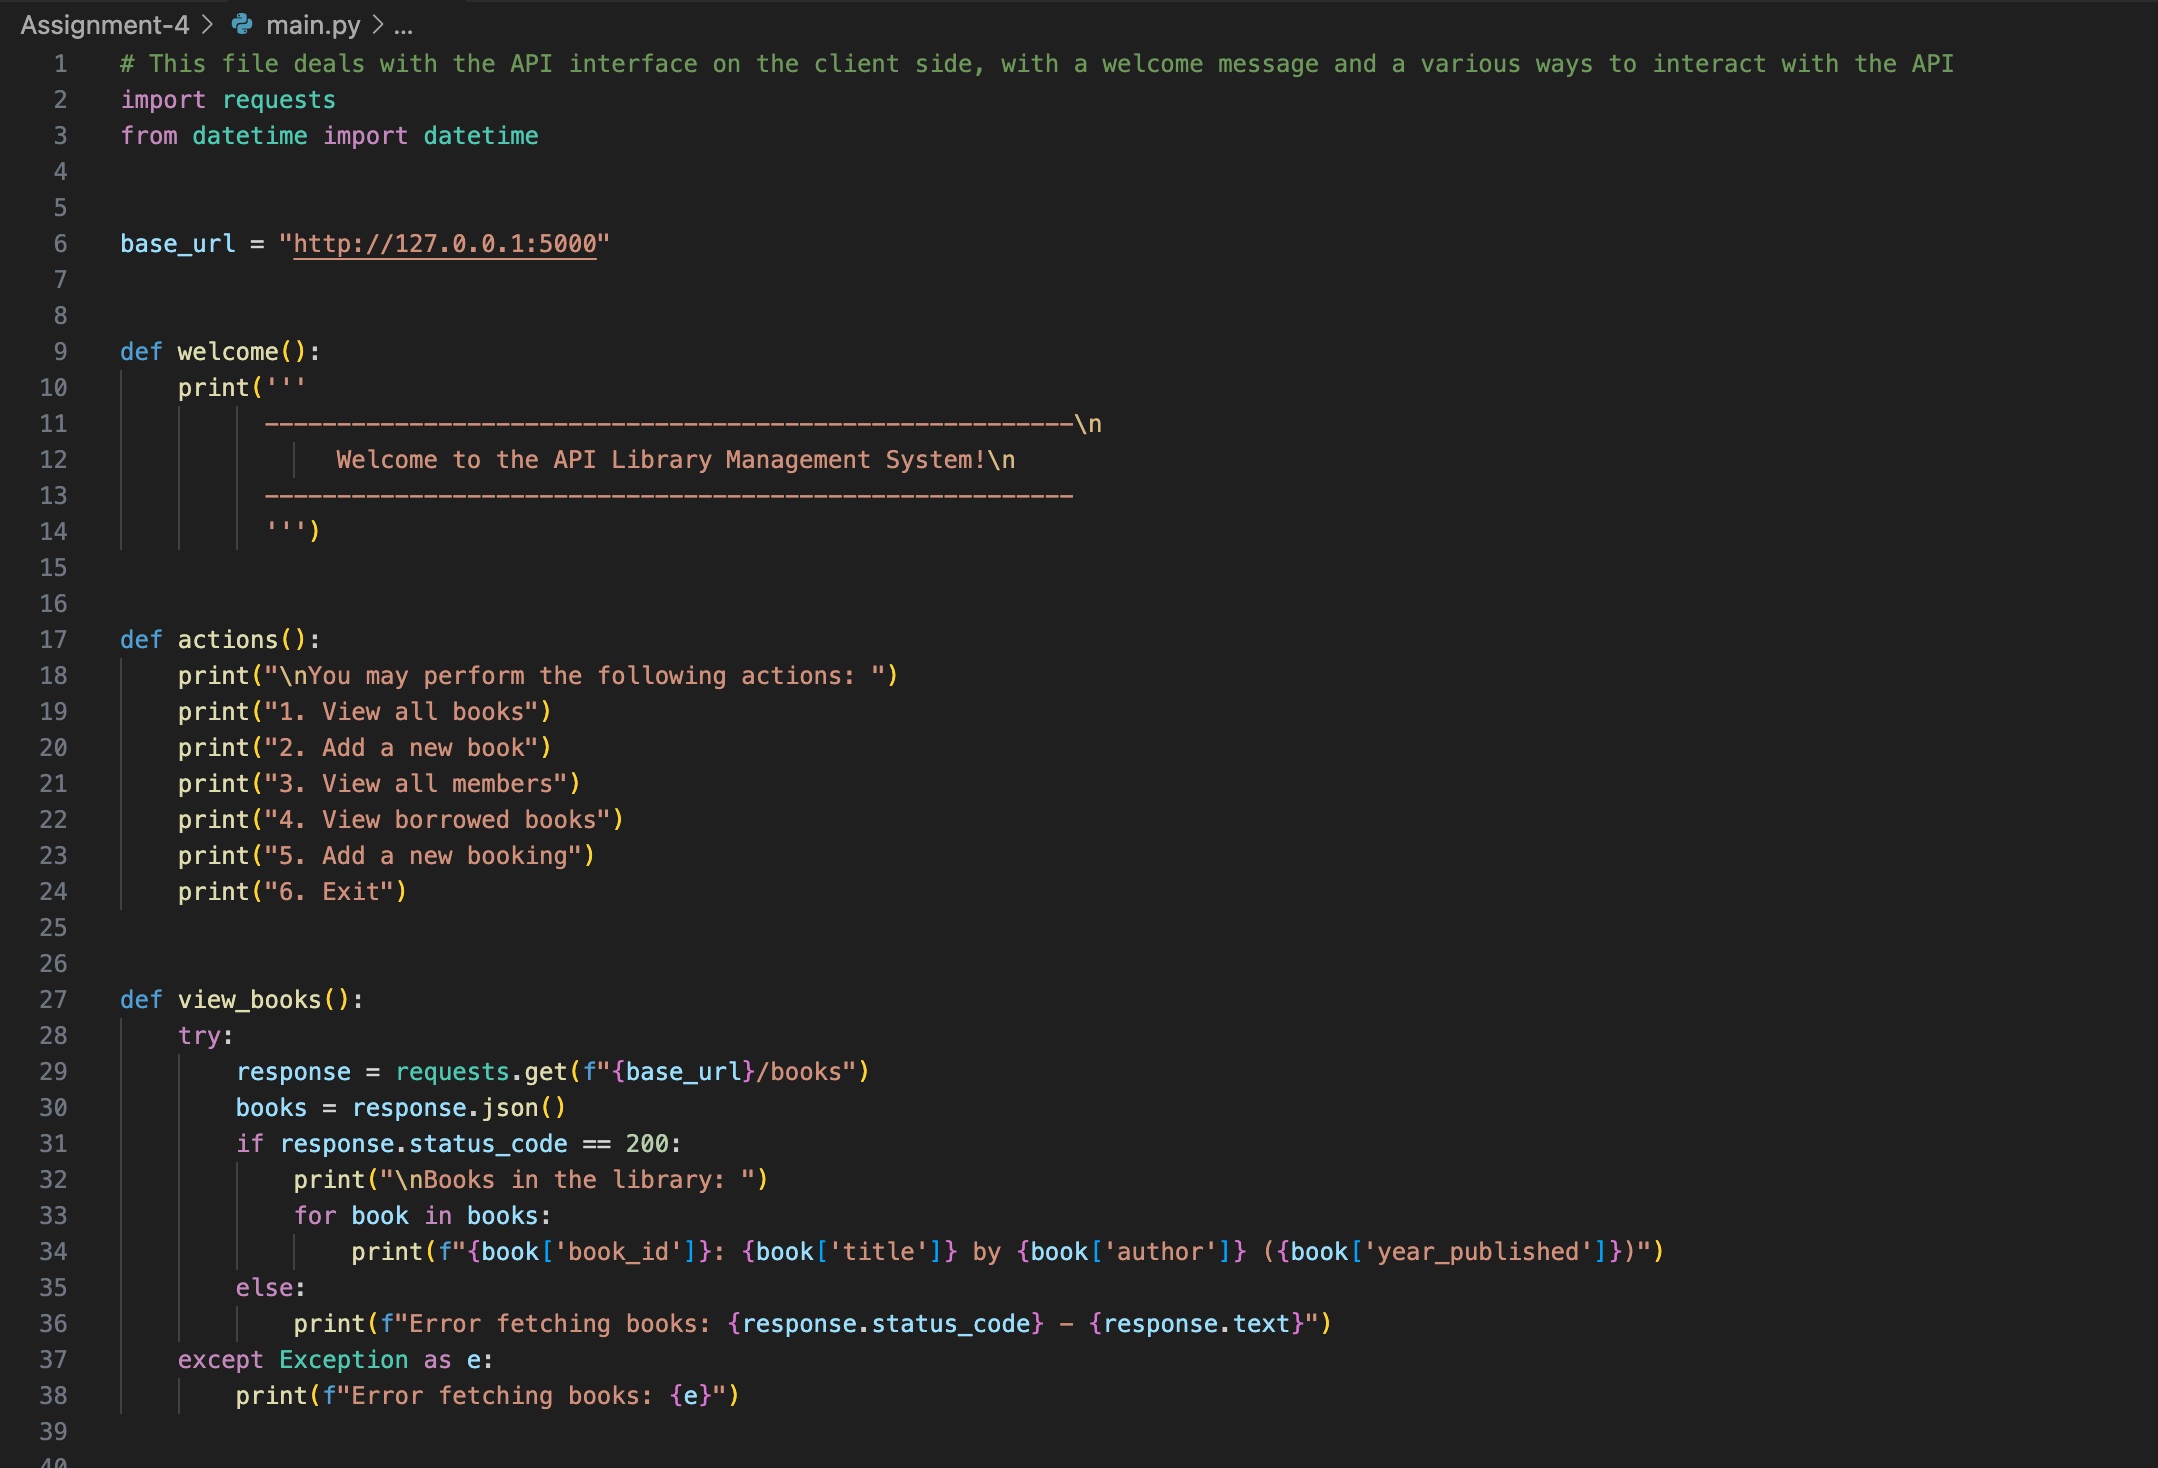 Assignment-4 > main.py > ...
1 # This file deals with the API interface on the client side, with a welcome message and a various ways to interact with the API
2 import requests
3 from datetime import datetime
4
5
6 base_url = "http://127.0.0.1:5000"
7
8
9 def welcome():
10     print('''
11           --------------------------------------------------------\n
12                Welcome to the API Library Management System!\n
13           --------------------------------------------------------
14           ''')
15
16
17 def actions():
18     print("\nYou may perform the following actions: ")
19     print("1. View all books")
20     print("2. Add a new book")
21     print("3. View all members")
22     print("4. View borrowed books")
23     print("5. Add a new booking")
24     print("6. Exit")
25
26
27 def view_books():
28     try:
29         response = requests.get(f"{base_url}/books")
30         books = response.json()
31         if response.status_code == 200:
32             print("\nBooks in the library: ")
33             for book in books:
34                 print(f"{book['book_id']}: {book['title']} by {book['author']} ({book['year_published']})")
35         else:
36             print(f"Error fetching books: {response.status_code} - {response.text}")
37     except Exception as e:
38         print(f"Error fetching books: {e}")
39
40